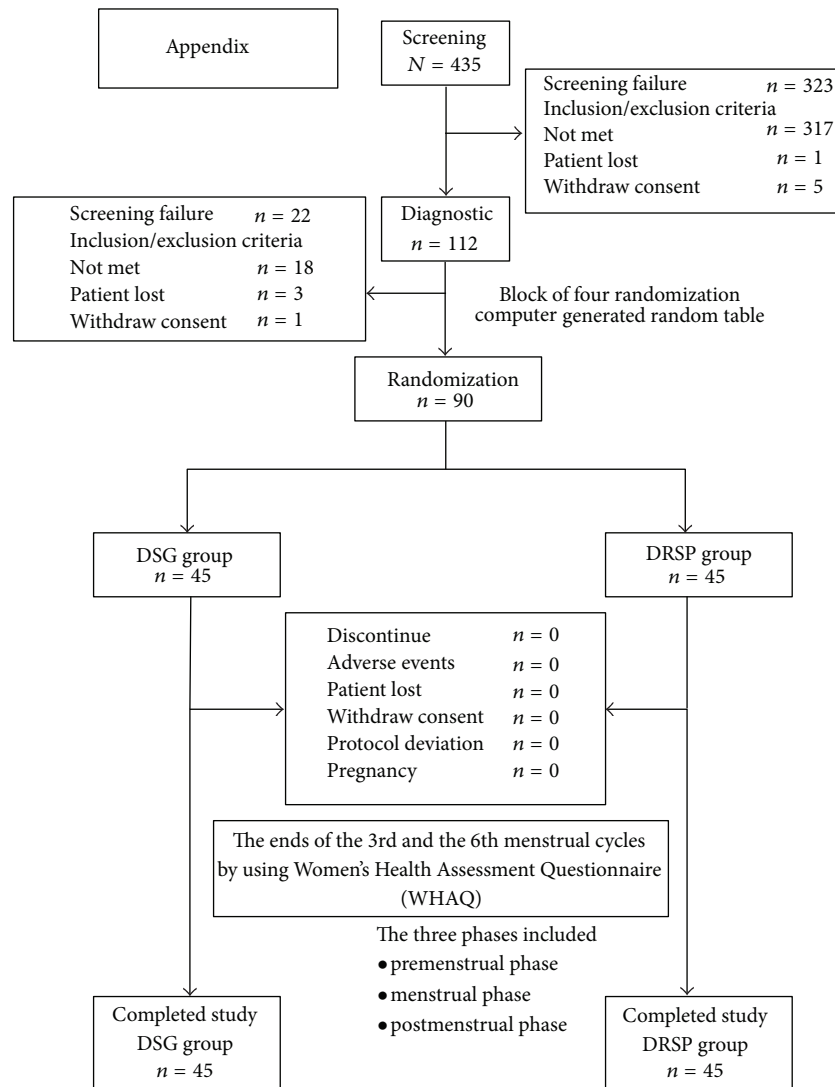 Appendix
Screening
N = 435
Screening failure n = 323
Inclusion/exclusion criteria
Not met n = 317
Patient lost n = 1
Withdraw consent n = 5
Diagnostic
n = 112
Screening failure n = 22
Inclusion/exclusion criteria
Not met n = 18
Patient lost n = 3
Withdraw consent n = 1
Block of four randomization
computer generated random table
Randomization
n = 90
DSG group
n = 45
DRSP group
n = 45
Discontinue n = 0
Adverse events n = 0
Patient lost n = 0
Withdraw consent n = 0
Protocol deviation n = 0
Pregnancy n = 0
The ends of the 3rd and the 6th menstrual cycles
by using Women's Health Assessment Questionnaire
(WHAQ)
The three phases included
• premenstrual phase
• menstrual phase
• postmenstrual phase
Completed study
DSG group
n = 45
Completed study
DRSP group
n = 45